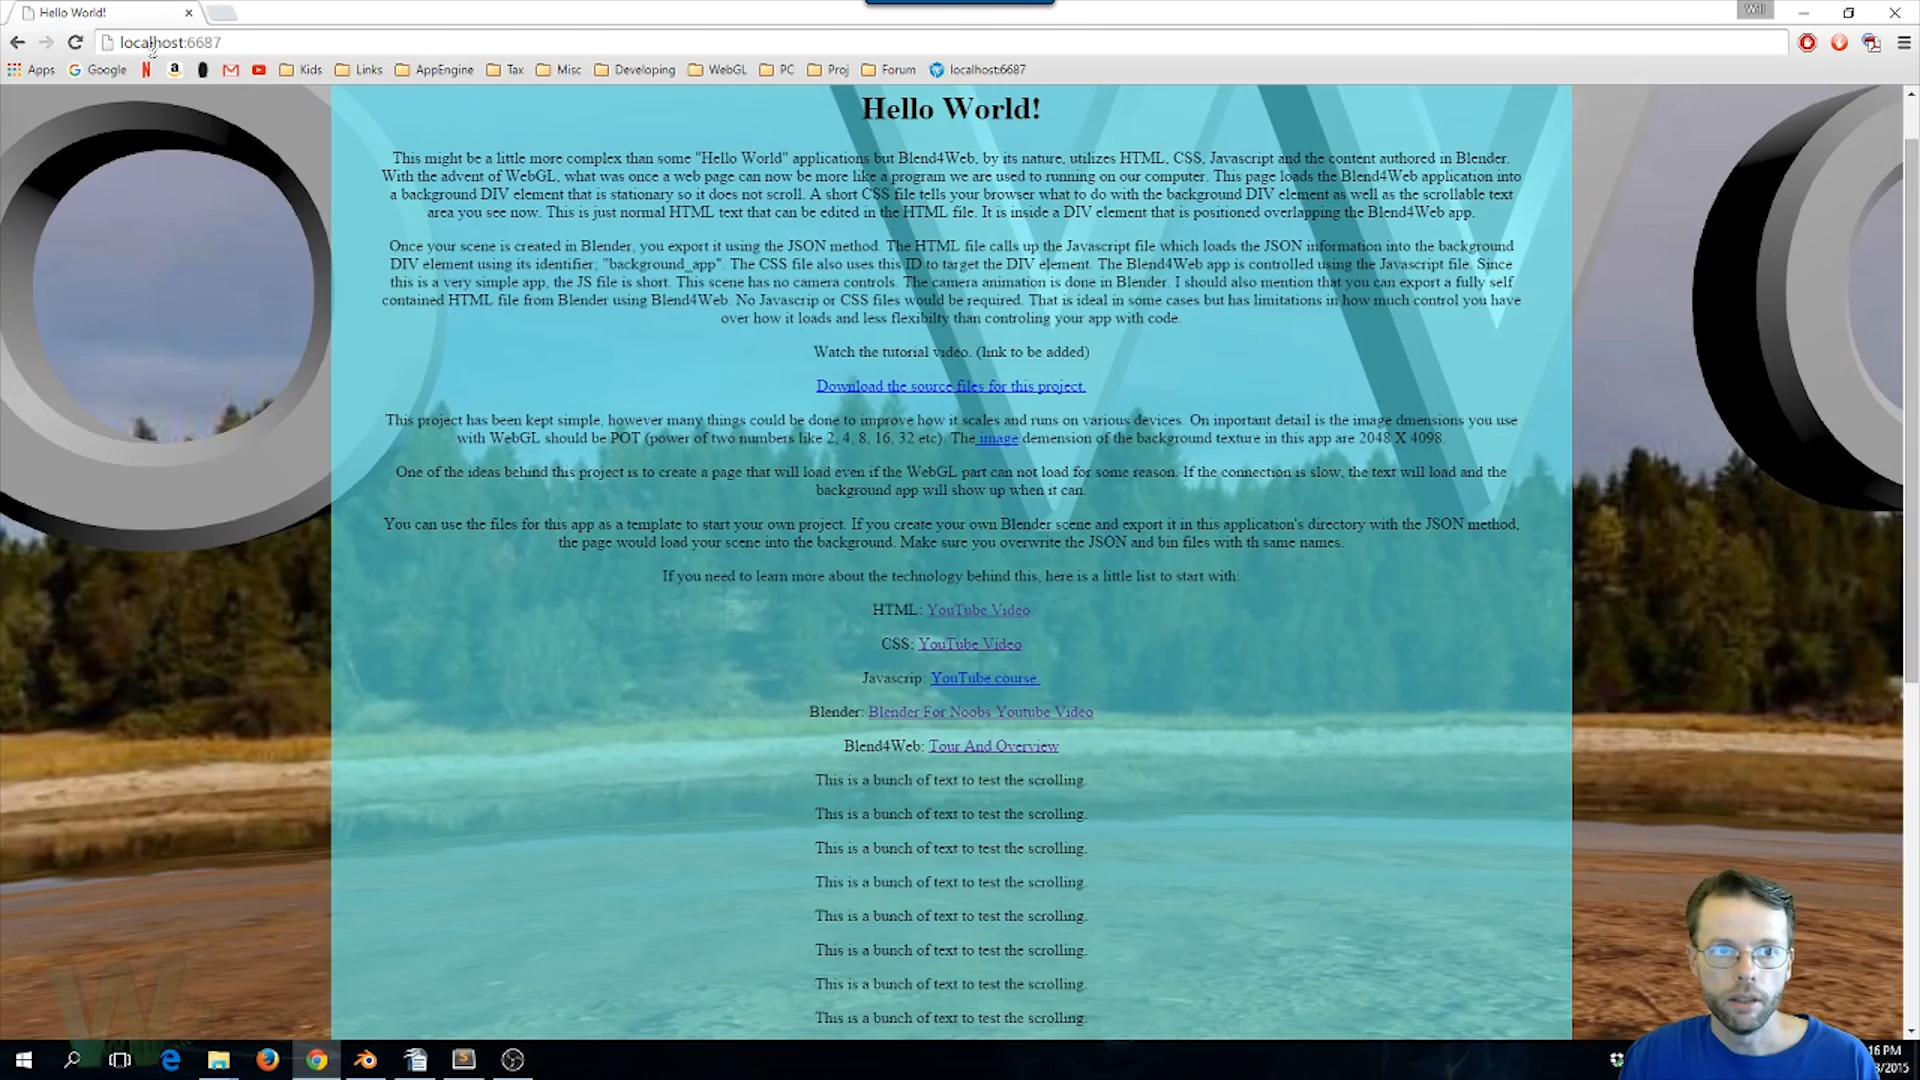 Hello World!
Will
localhost:6687
Apps Google Kids Links AppEngine Tax Misc Developing WebGL PC Proj Forum localhost:6687
Hello World!
This might be a little more complex than some "Hello World" applications but Blend4Web, by its nature, utilizes HTML, CSS, Javascript and the content authored in Blender.
With the advent of WebGL, what was once a web page can now be more like a program we are used to running on our computer. This page loads the Blend4Web application into
a background DIV element that is stationary so it does not scroll. A short CSS file tells your browser what to do with the background DIV element as well as the scrollable text
area you see now. This is just normal HTML text that can be edited in the HTML file. It is inside a DIV element that is positioned overlapping the Blend4Web app.
Once your scene is created in Blender, you export it using the JSON method. The HTML file calls up the Javascript file which loads the JSON information into the background
DIV element using its identifier; "background_app". The CSS file also uses this ID to target the DIV element. The Blend4Web app is controlled using the Javascript file. Since
this is a very simple app, the JS file is short. This scene has no camera controls. The camera animation is done in Blender. I should also mention that you can export a fully self
contained HTML file from Blender using Blend4Web. No Javascrip or CSS files would be required. That is ideal in some cases but has limitations in how much control you have
over how it loads and less flexibilty than controling your app with code.
Watch the tutorial video. (link to be added)
Download the source files for this project.
This project has been kept simple, however many things could be done to improve how it scales and runs on various devices. On inportant detail is the image dmensions you use
with WebGL should be POT (power of two numbers like 2, 4, 8, 16, 32 etc). The image demension of the background texture in this app are 2048 X 4098.
One of the ideas behind this project is to create a page that will load even if the WebGL part can not load for some reason. If the connection is slow, the text will load and the
background app will show up when it can.
You can use the files for this app as a template to start your own project. If you create your own Blender scene and export it in this application's directory with the JSON method,
the page would load your scene into the background. Make sure you overwrite the JSON and bin files with th same names.
If you need to learn more about the technology behind this, here is a little list to start with:
HTML: YouTube Video
CSS: YouTube Video
Javascrip: YouTube course.
Blender: Blender For Noobs Youtube Video
Blend4Web: Tour And Overview
This is a bunch of text to test the scrolling.
This is a bunch of text to test the scrolling.
This is a bunch of text to test the scrolling.
This is a bunch of text to test the scrolling.
This is a bunch of text to test the scrolling.
This is a bunch of text to test the scrolling.
This is a bunch of text to test the scrolling.
This is a bunch of text to test the scrolling.
16 PM
/2015